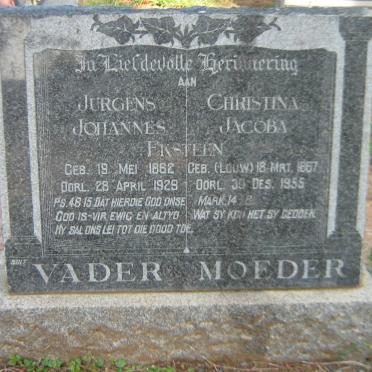 In Liefdevolle Herinnering
AAN
JURGENS CHRISTINA
JOHANNES JACOBA
EKSTEEN
GEB. 19 MEI 1862 GEB. (LOUW) 18 MRT. 1867
OORL. 28 APRIL 1929 OORL. 30 DES. 1955
PS. 48:15 DAT HIERDIE GOD ONSE MARK. 14:8
GOD IS-VIR EWIG EN ALTYD WAT SY KON HET SY GEDOEN
HY SAL ONS LEI TOT DIE DOOD TOE.
VADER MOEDER